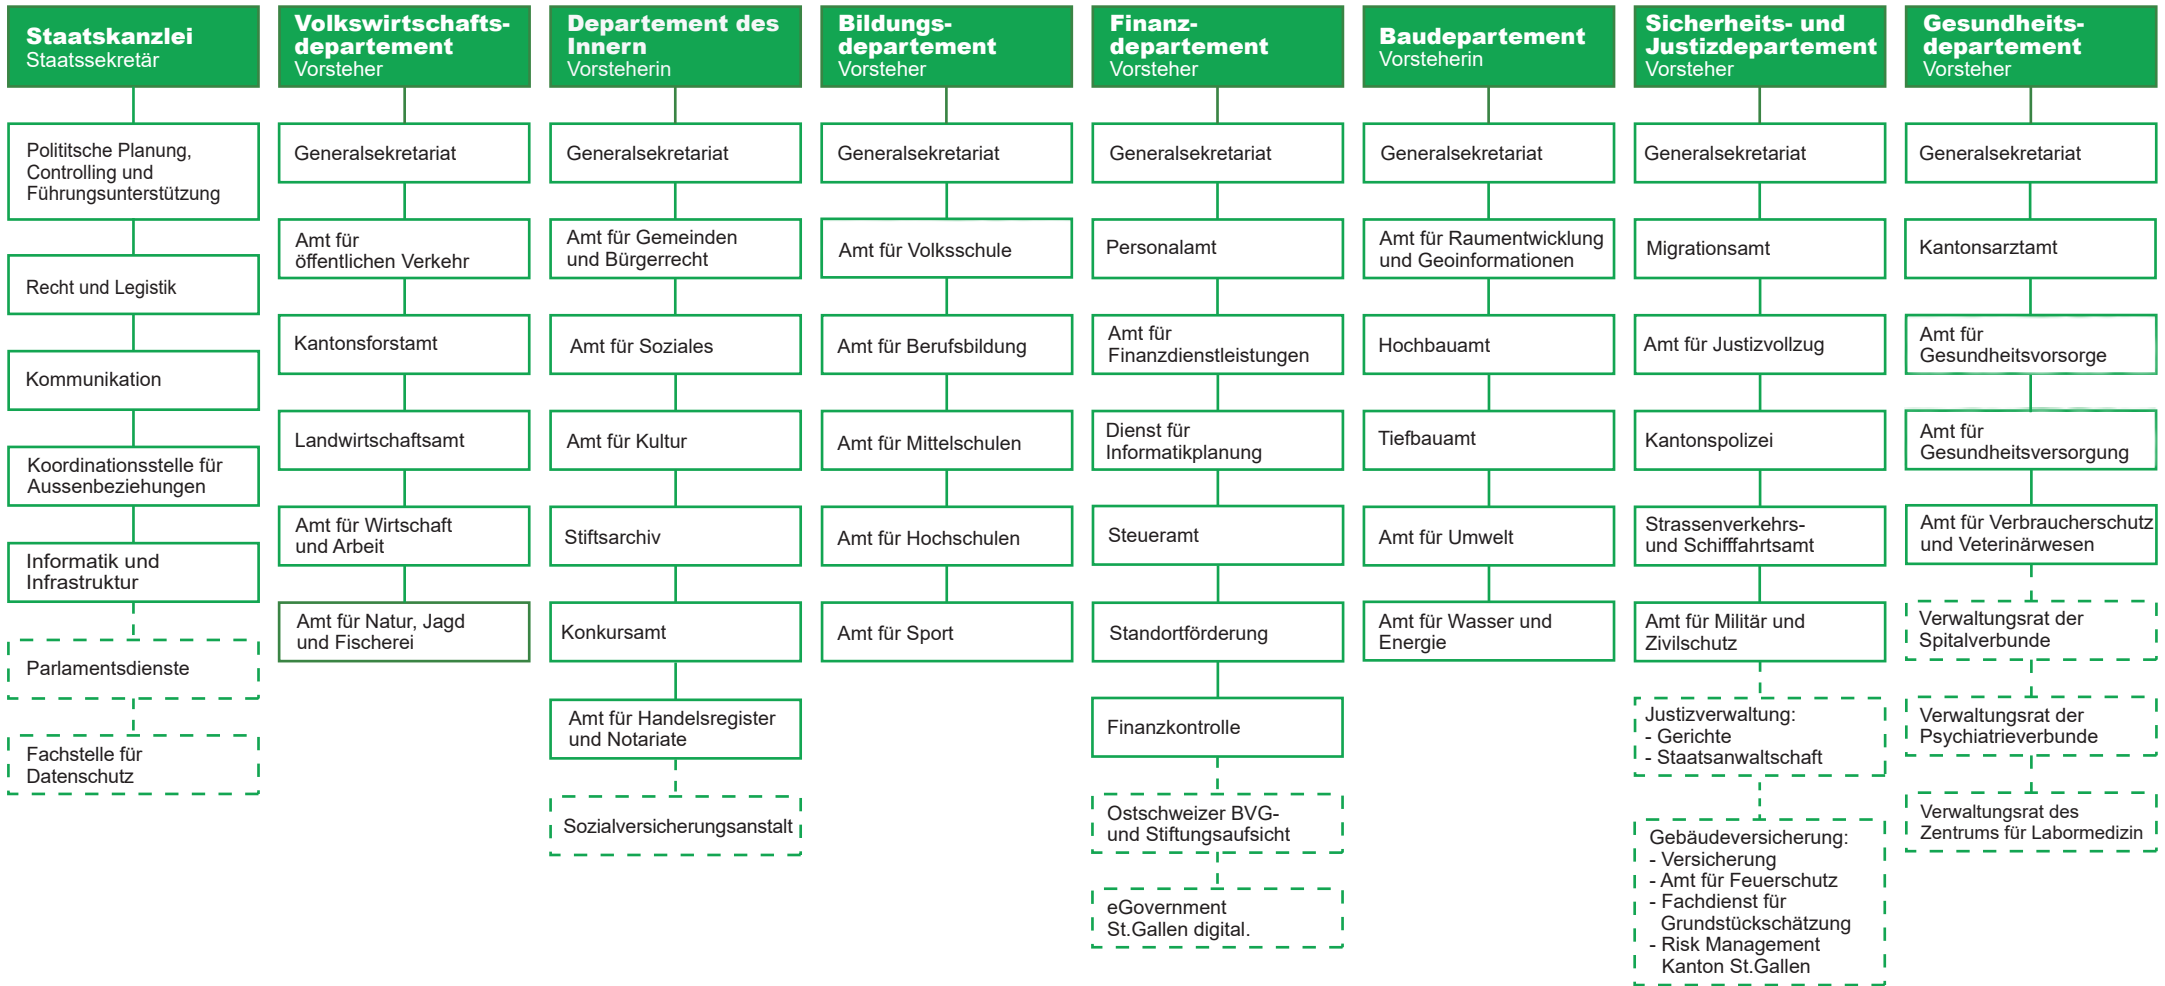 Staatskanzlei
Staatssekretär
Polititsche Planung,
Controlling und
Führungsunterstützung
Recht und Legistik
Kommunikation
Koordinationsstelle für
Aussenbeziehungen
Informatik und
Infrastruktur
Parlamentsdienste
Fachstelle für
Datenschutz
Volkswirtschafts-
departement
Vorsteher
Generalsekretariat
Amt für
öffentlichen Verkehr
Kantonsforstamt
Landwirtschaftsamt
Amt für Wirtschaft
und Arbeit
Amt für Natur, Jagd
und Fischerei
Departement des
Innern
Vorsteherin
Generalsekretariat
Amt für Gemeinden
und Bürgerrecht
Amt für Soziales
Amt für Kultur
Stiftsarchiv
Konkursamt
Amt für Handelsregister
und Notariate
Sozialversicherungsanstalt
Bildungs-
departement
Vorsteher
Generalsekretariat
Amt für Volksschule
Amt für Berufsbildung
Amt für Mittelschulen
Amt für Hochschulen
Amt für Sport
Finanz-
departement
Vorsteher
Generalsekretariat
Personalamt
Amt für
Finanzdienstleistungen
Dienst für
Informatikplanung
Steueramt
Standortförderung
Finanzkontrolle
Ostschweizer BVG-
und Stiftungsaufsicht
eGovernment
St.Gallen digital.
Baudepartement
Vorsteherin
Generalsekretariat
Amt für Raumentwicklung
und Geoinformationen
Hochbauamt
Tiefbauamt
Amt für Umwelt
Amt für Wasser und
Energie
Sicherheits- und
Justizdepartement
Vorsteher
Generalsekretariat
Migrationsamt
Amt für Justizvollzug
Kantonspolizei
Strassenverkehrs-
und Schifffahrtsamt
Amt für Militär und
Zivilschutz
Justizverwaltung:
- Gerichte
- Staatsanwaltschaft
Gebäudeversicherung:
- Versicherung
- Amt für Feuerschutz
- Fachdienst für
Grundstückschätzung
- Risk Management
Kanton St.Gallen
Gesundheits-
departement
Vorsteher
Generalsekretariat
Kantonsarztamt
Amt für
Gesundheitsvorsorge
Amt für
Gesundheitsversorgung
Amt für Verbraucherschutz
und Veterinärwesen
Verwaltungsrat der
Spitalverbunde
Verwaltungsrat der
Psychiatrieverbunde
Verwaltungsrat des
Zentrums für Labormedizin